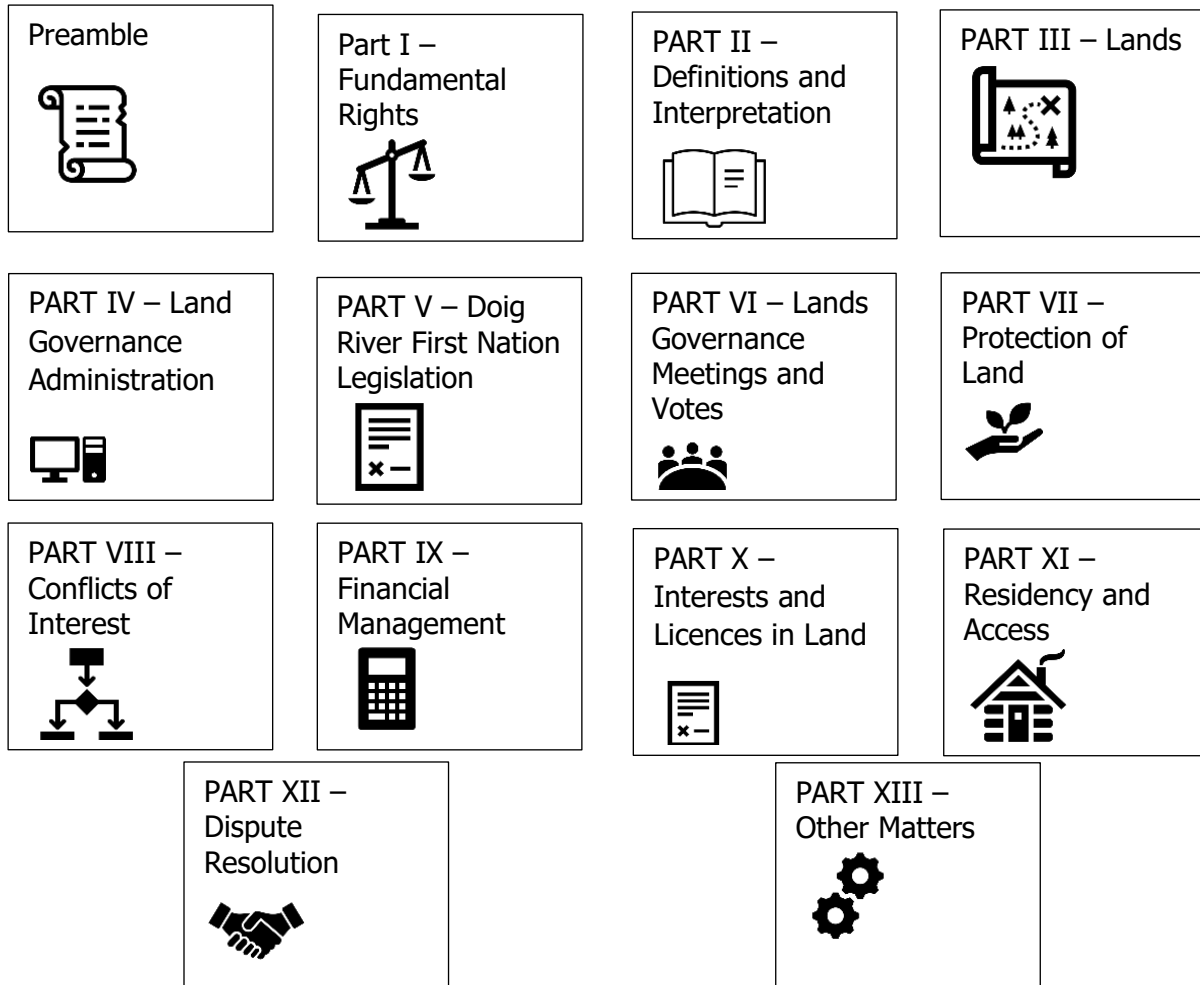 Preamble
Part I –
Fundamental
Rights
PART II –
Definitions and
Interpretation
PART III – Lands
PART IV – Land
Governance
Administration
PART V – Doig
River First Nation
Legislation
PART VI – Lands
Governance
Meetings and
Votes
PART VII –
Protection of
Land
PART VIII –
Conflicts of
Interest
PART IX –
Financial
Management
PART X –
Interests and
Licences in Land
PART XI –
Residency and
Access
PART XII –
Dispute
Resolution
PART XIII –
Other Matters